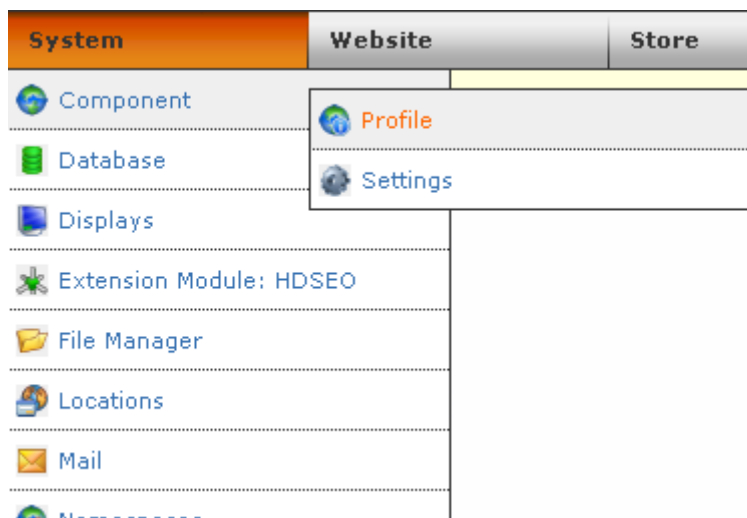 System Website Store
Component
Profile
Database
Settings
Displays
Extension Module: HDSEO
File Manager
Locations
Mail